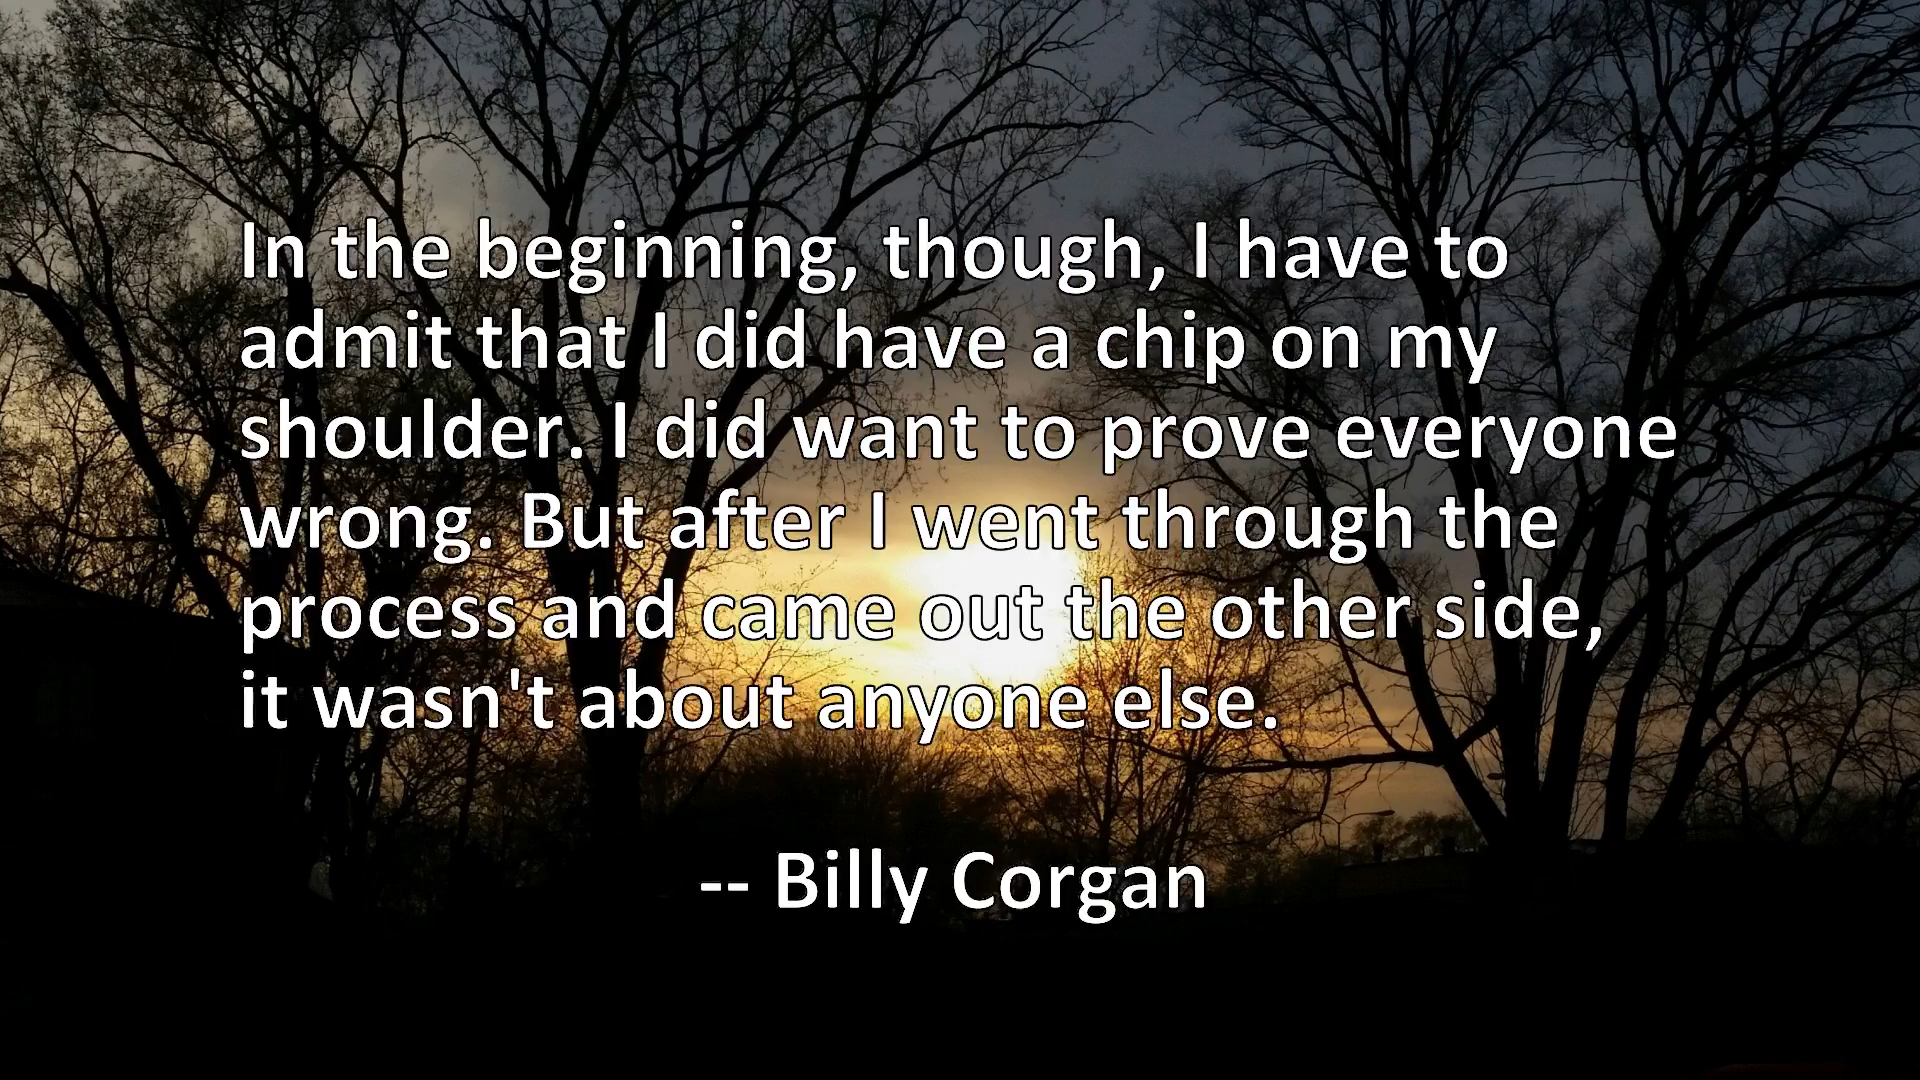 In the beginning, though, I have to
admit that I did have a chip on my
shoulder. I did want to prove everyone
wrong. But after I went through the
process and came out the other side,
it wasn't about anyone else.
-- Billy Corgan